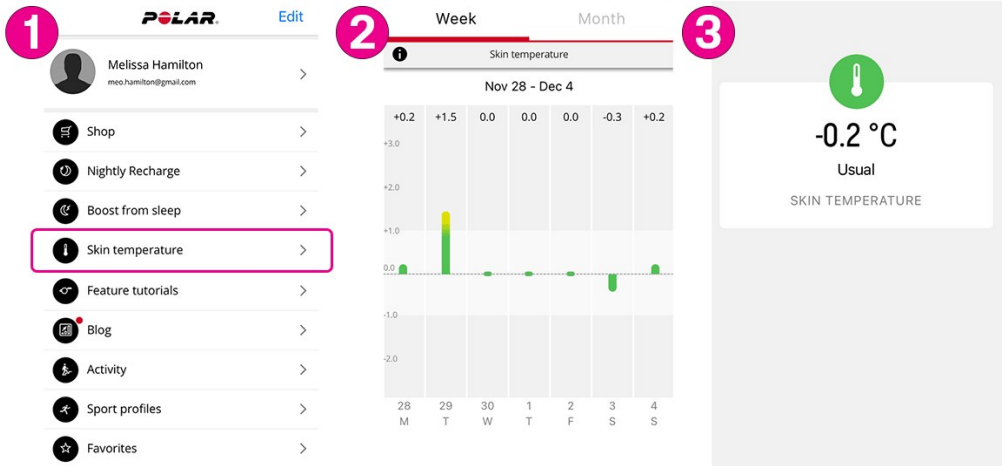 1
POLAR.
Edit
Melissa Hamilton
meo.hamilton@gmail.com
Shop
Nightly Recharge
Boost from sleep
Skin temperature
Feature tutorials
Blog
Activity
Sport profiles
Favorites
2
Week Month
Skin temperature
Nov 28 - Dec 4
+0.2 +1.5 0.0 0.0 0.0 -0.3 +0.2
+3.0
+2.0
+1.0
0.0
-1.0
-2.0
28 29 30 1 2 3 4
M T W T F S S
3
-0.2 °C
Usual
SKIN TEMPERATURE